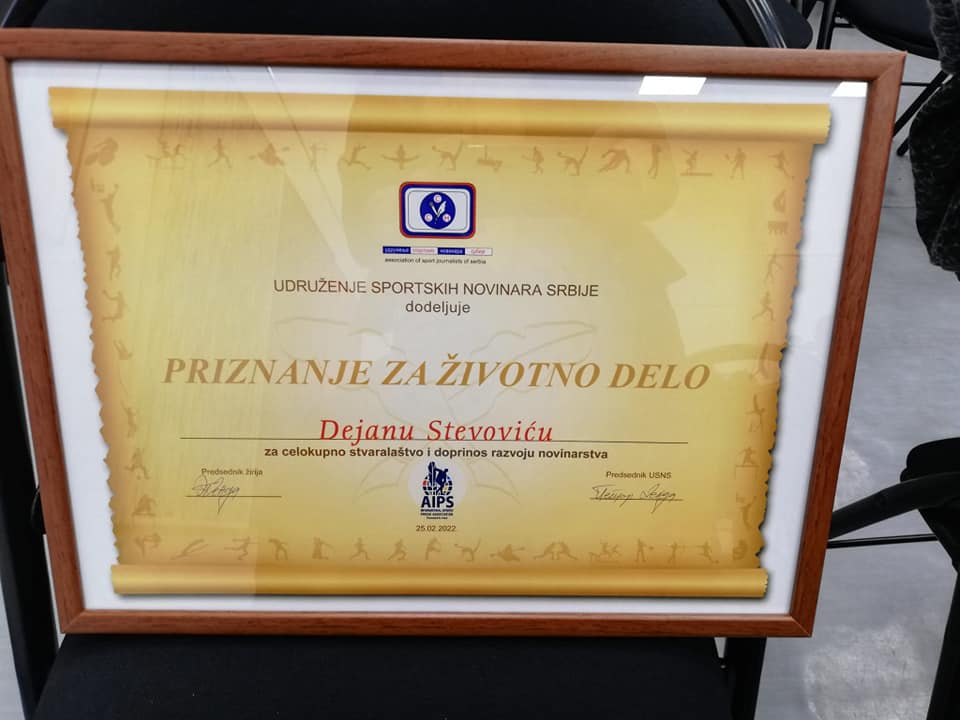 С
С Н
association of sport journalists of serbia
UDRUŽENJE SPORTSKIH NOVINARA SRBIJE
dodeljuje
PRIZNANJE ZA ŽIVOTNO DELO
Dejanu Stevoviću
za celokupno stvaralaštvo i doprinos razvoju novinarstva
Predsednik žirija
Predsednik USNS
AIPS
25.02.2022.